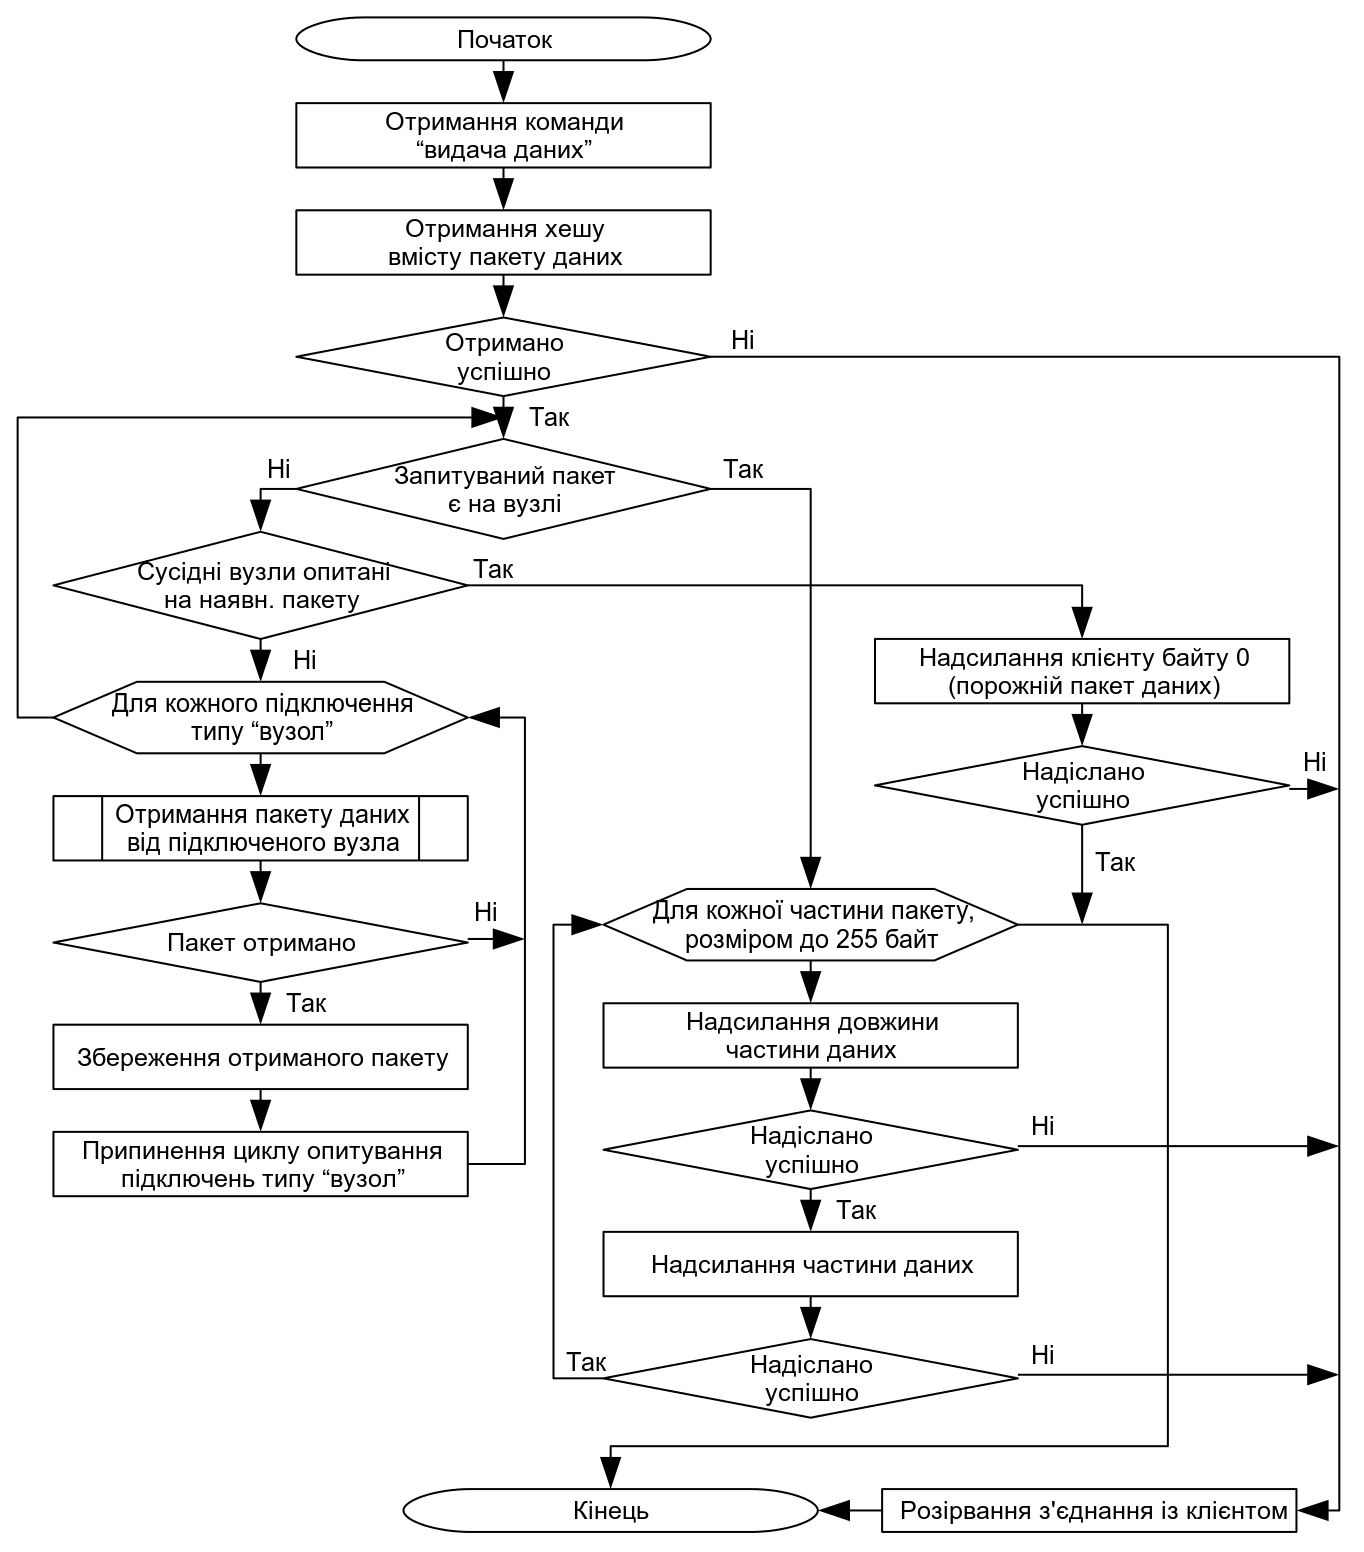 Початок
Отримання команди
“видача даних”
Отримання хешу
вмісту пакету даних
Отримано
успішно
Ні
Так
Запитуваний пакет
є на вузлі
Ні
Так
Сусідні вузли опитані
на наявн. пакету
Так
Ні
Надсилання клієнту байту 0
(порожній пакет даних)
Для кожного підключення
типу “вузол”
Надіслано
успішно
Ні
Так
Отримання пакету даних
від підключеного вузла
Пакет отримано
Ні
Так
Для кожної частини пакету,
розміром до 255 байт
Збереження отриманого пакету
Надсилання довжини
частини даних
Припинення циклу опитування
підключень типу “вузол”
Надіслано
успішно
Ні
Так
Надсилання частини даних
Надіслано
успішно
Так
Ні
Кінець
Розірвання з'єднання із клієнтом